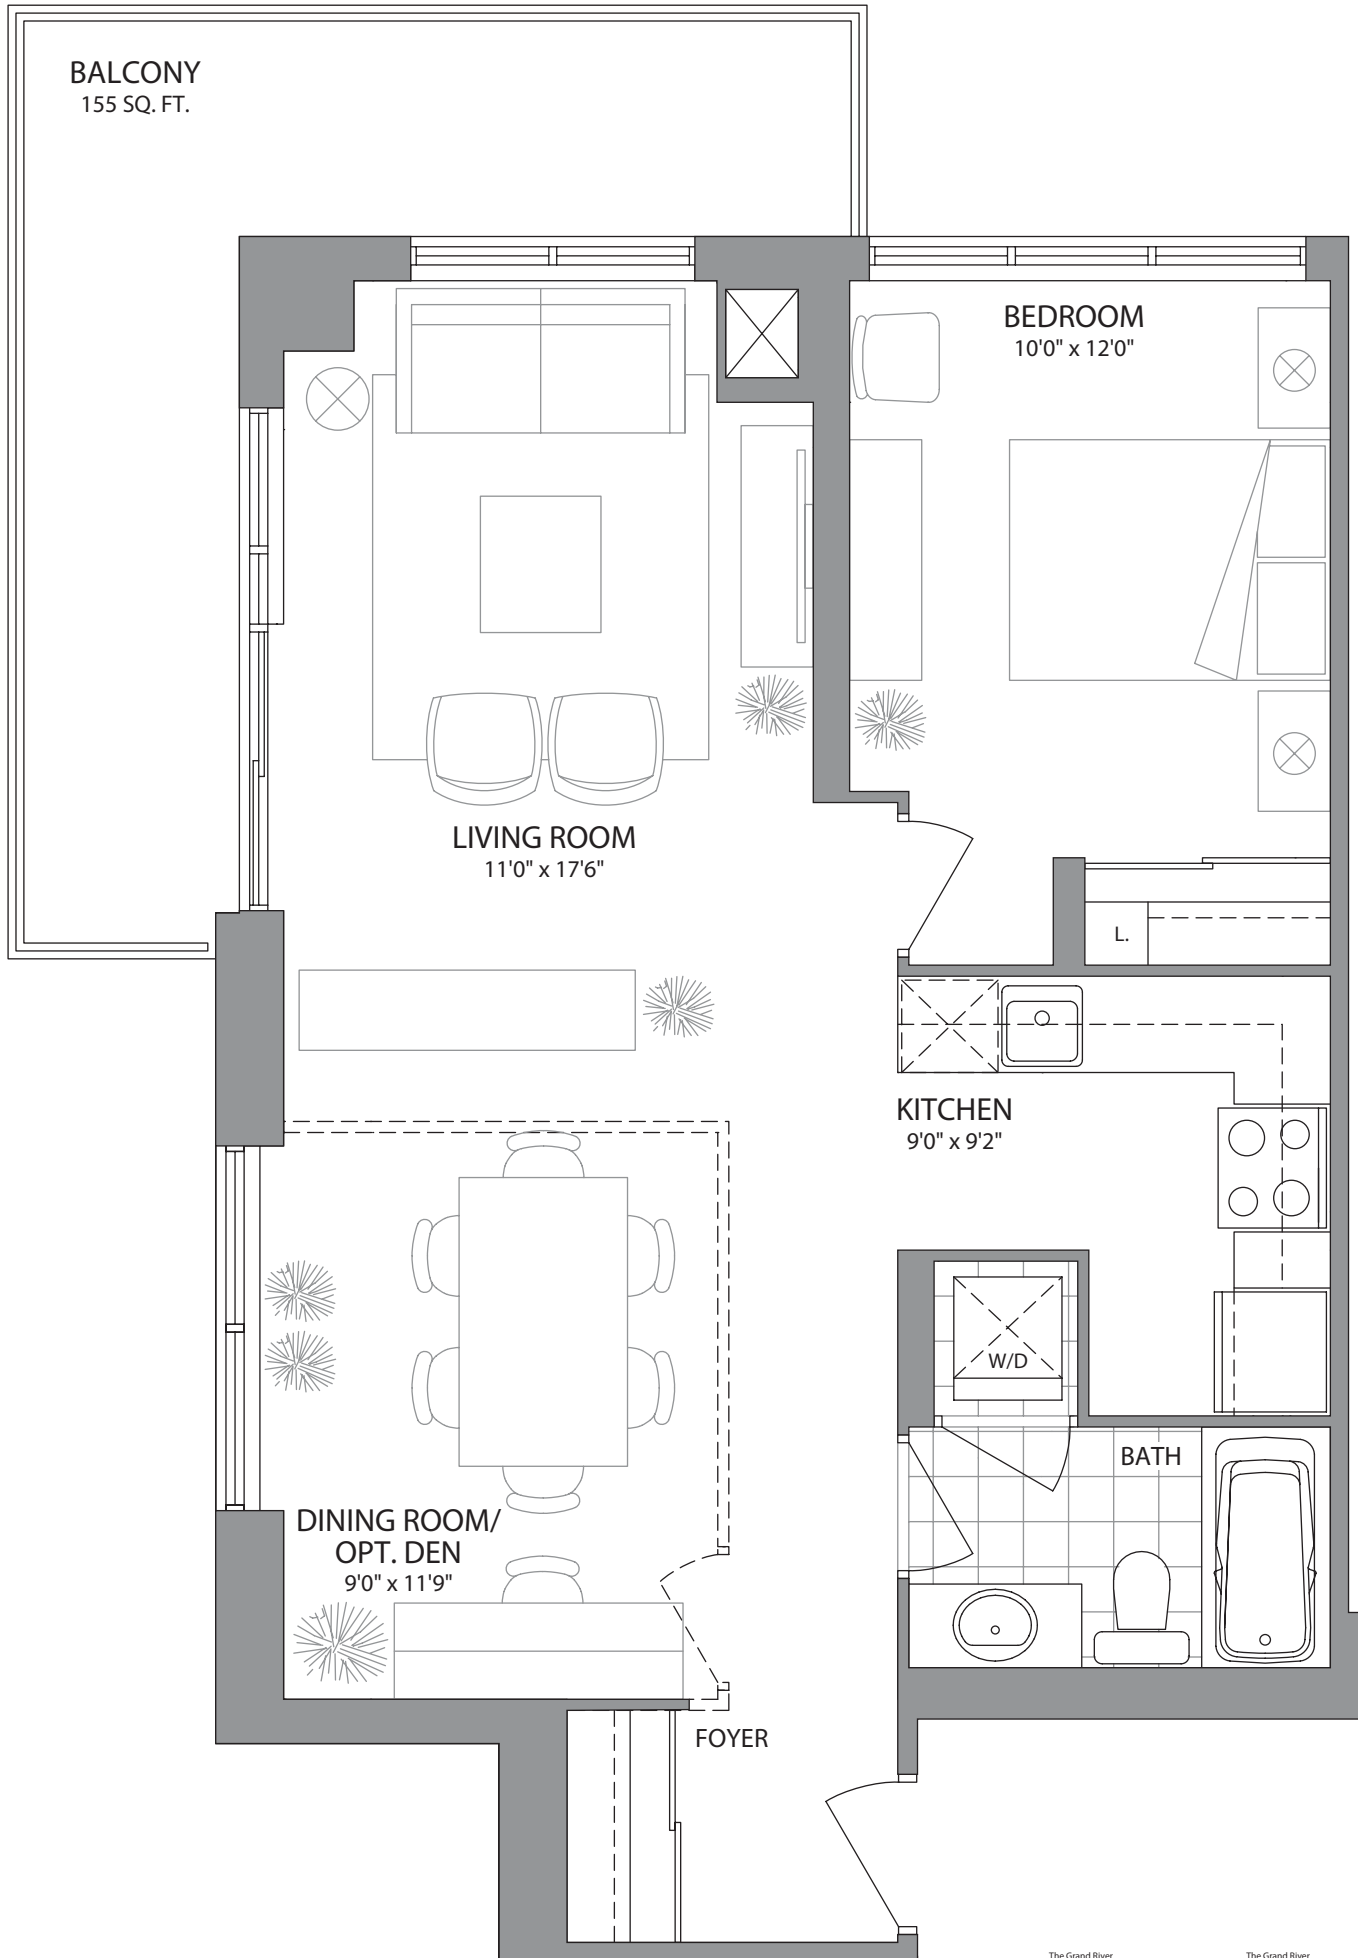 BALCONY
155 SQ. FT.
BEDROOM
10'0" x 12'0"
LIVING ROOM
11'0" x 17'6"
L.
KITCHEN
9'0" x 9'2"
W/D
BATH
DINING ROOM/
OPT. DEN
9'0" x 11'9"
FOYER
The Grand River
The Grand River